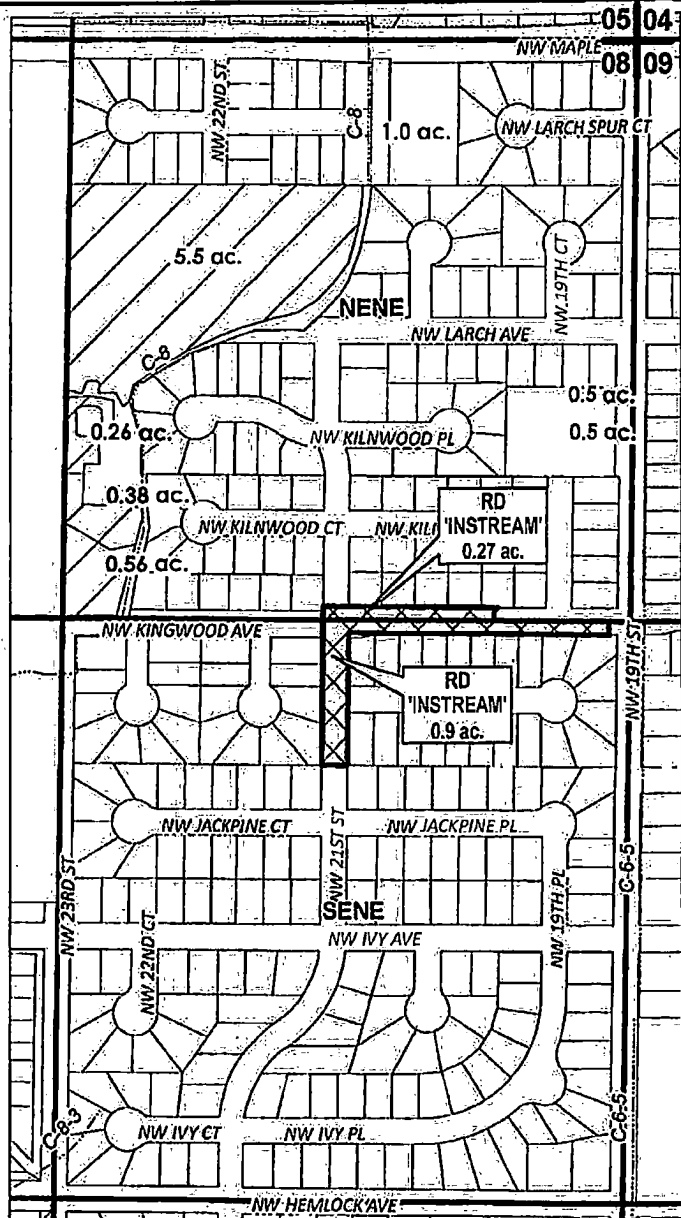 05 04
NW MAPLE
08 09
NW 22ND ST
C-8
1.0 ac.
NW LARCH SPUR CT
5.5 ac.
NENE
NW 19TH CT
NW LARCH AVE
C-8
0.5 ac.
0.26 ac.
NW KILNWOOD PL
0.5 ac.
0.38 ac.
NW KILNWOOD CT
NW KIL
RD
'INSTREAM'
0.27 ac.
0.56 ac.
NW KINGWOOD AVE
NW 19TH ST
RD
'INSTREAM'
0.9 ac.
NW JACKPINE CT
NW 21ST ST
NW JACKPINE PL
C-6-5
NW 23RD ST
NW 22ND CT
SENE
NW IVY AVE
NW 19TH PL
C-8-3
NW IVY CT
NW IVY PL
C-6-5
NW HEMLOCK AVE